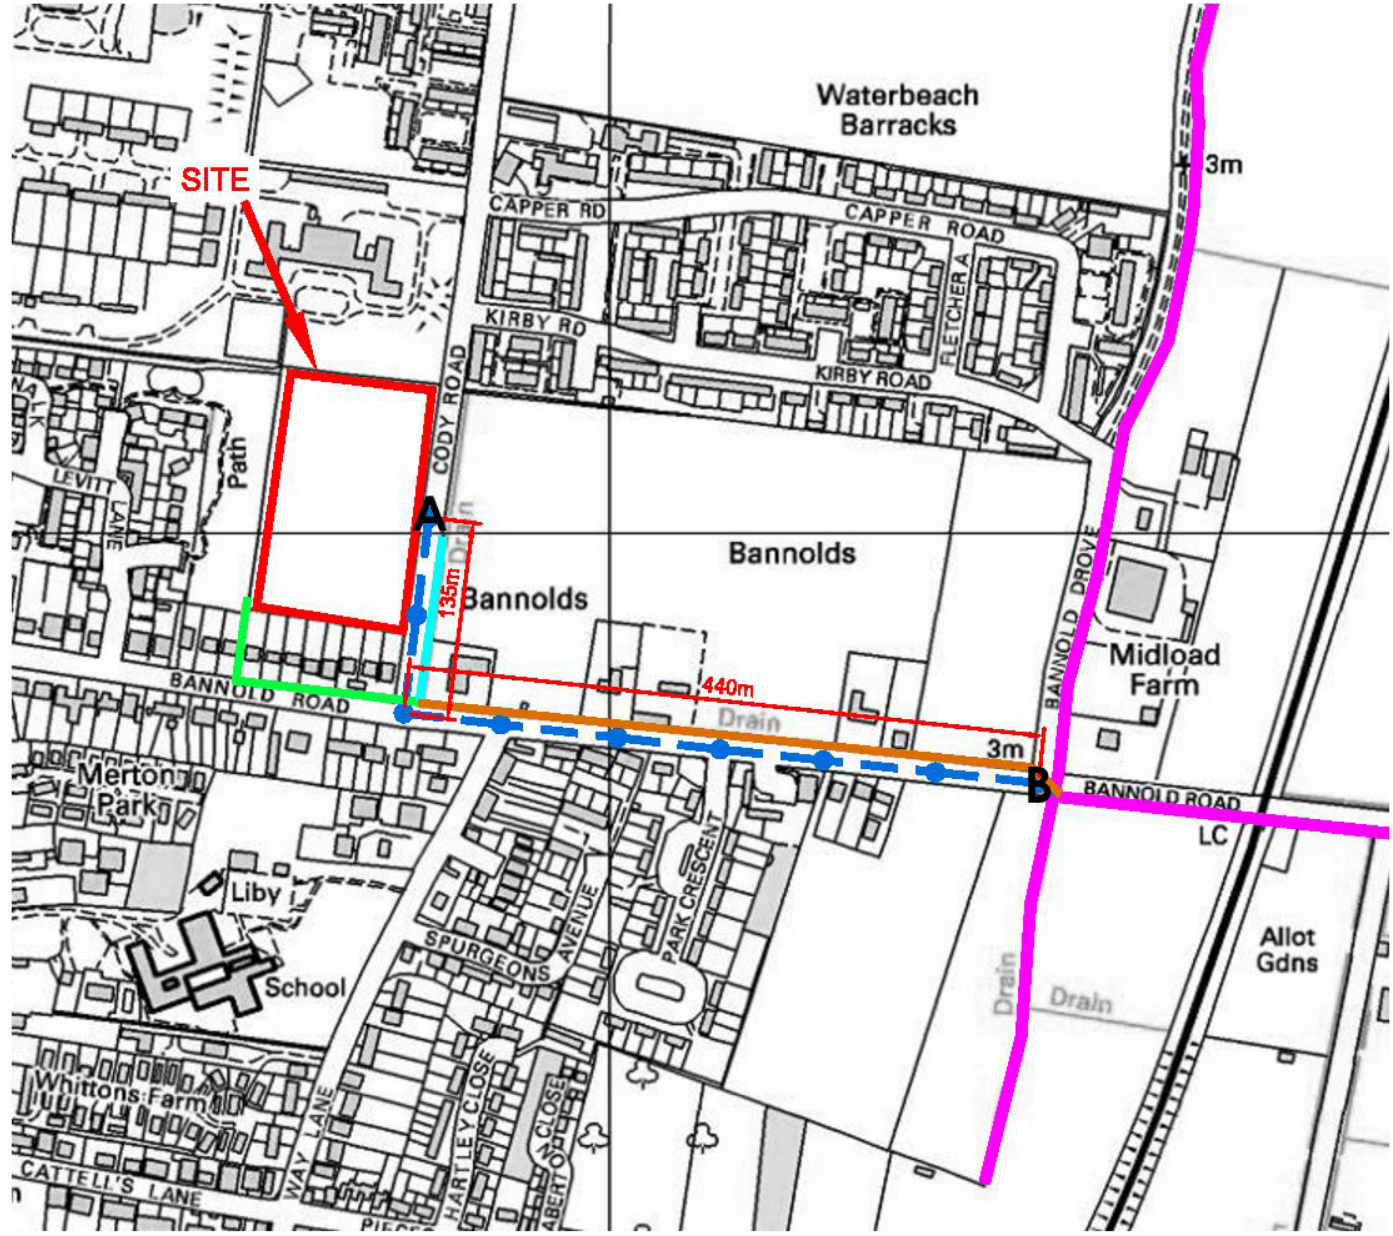 Waterbeach
Barracks
3m
SITE
CAPPER RD
CAPPER ROAD
FLETCHER A
KIRBY RD
KIRBY ROAD
CODY ROAD
Path
LEVITT
LANE
A
Drain
135m
Bannolds
Bannolds
BANNOLD DROVE
Midload
Farm
BANNOLD ROAD
440m
Drain
3m
B
BANNOLD ROAD
LC
Merton
Park
Liby
School
SPURGEONS
AVENUE
PARK CRESCENT
Allot
Gdns
Drain
Drain
Whittons Farm
WAY LANE
HARTLEY CLOSE
CLOSE
CATTELL'S LANE